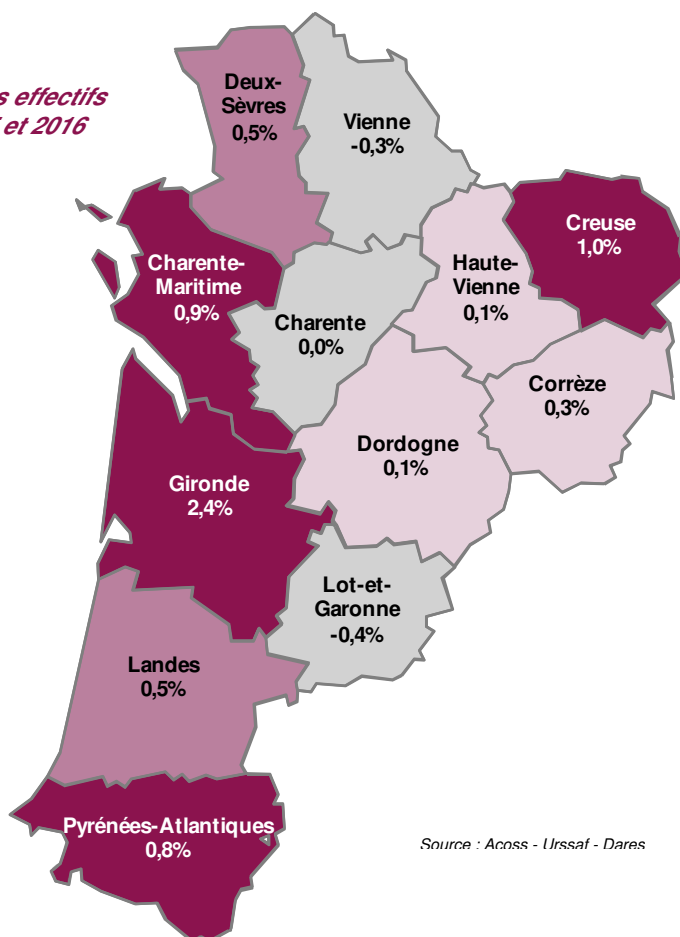 effectifs
et 2016
Deux-
Sèvres
0,5%
Vienne
-0,3%
Creuse
1,0%
Charente-
Maritime
0,9%
Haute-
Vienne
0,1%
Charente
0,0%
Corrèze
0,3%
Dordogne
0,1%
Gironde
2,4%
Lot-et-
Garonne
-0,4%
Landes
0,5%
Pyrénées-Atlantiques
0,8%
Source : Acoss - Urssaf - Dares